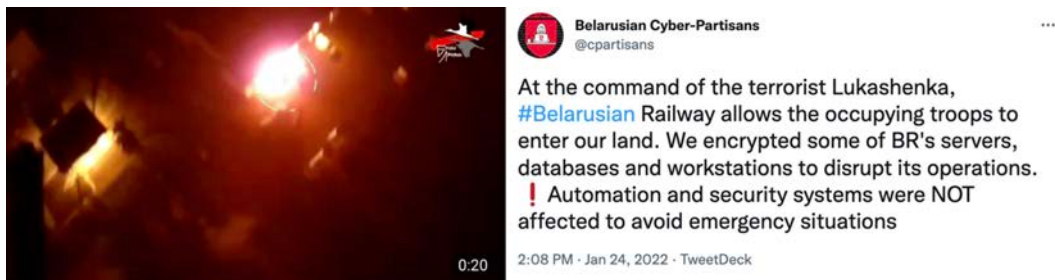 0:20
Belarusian Cyber-Partisans
@cpartisans
At the command of the terrorist Lukashenka,
#Belarusian Railway allows the occupying troops to
enter our land. We encrypted some of BR's servers,
databases and workstations to disrupt its operations.
❗ Automation and security systems were NOT
affected to avoid emergency situations
2:08 PM · Jan 24, 2022 · TweetDeck